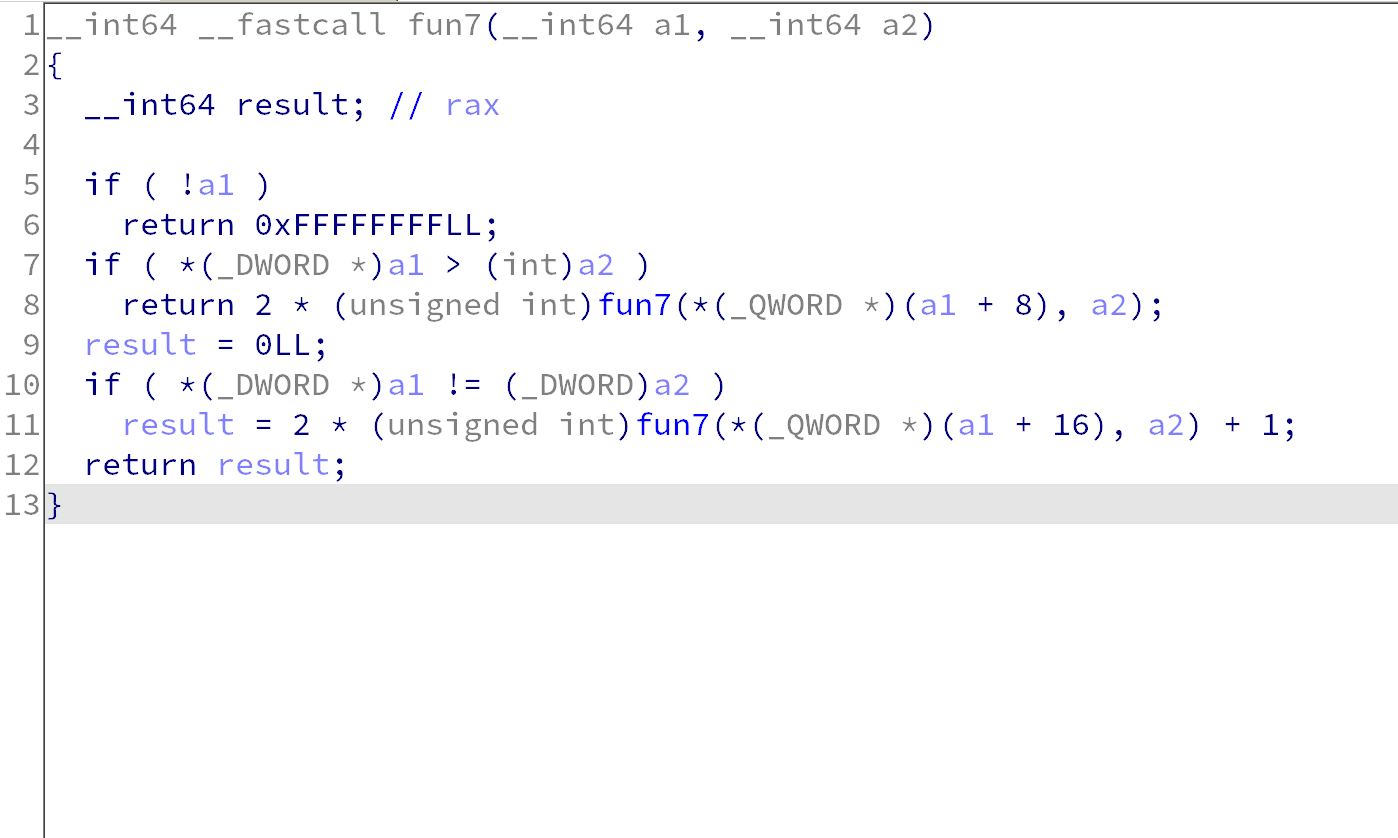 1 __int64 __fastcall fun7(__int64 a1, __int64 a2)
2 {
3   __int64 result; // rax
4
5   if ( !a1 )
6     return 0xFFFFFFFFLL;
7   if ( *(_DWORD *)a1 > (int)a2 )
8     return 2 * (unsigned int)fun7(*(_QWORD *)(a1 + 8), a2);
9   result = 0LL;
10   if ( *(_DWORD *)a1 != (_DWORD)a2 )
11     result = 2 * (unsigned int)fun7(*(_QWORD *)(a1 + 16), a2) + 1;
12   return result;
13 }